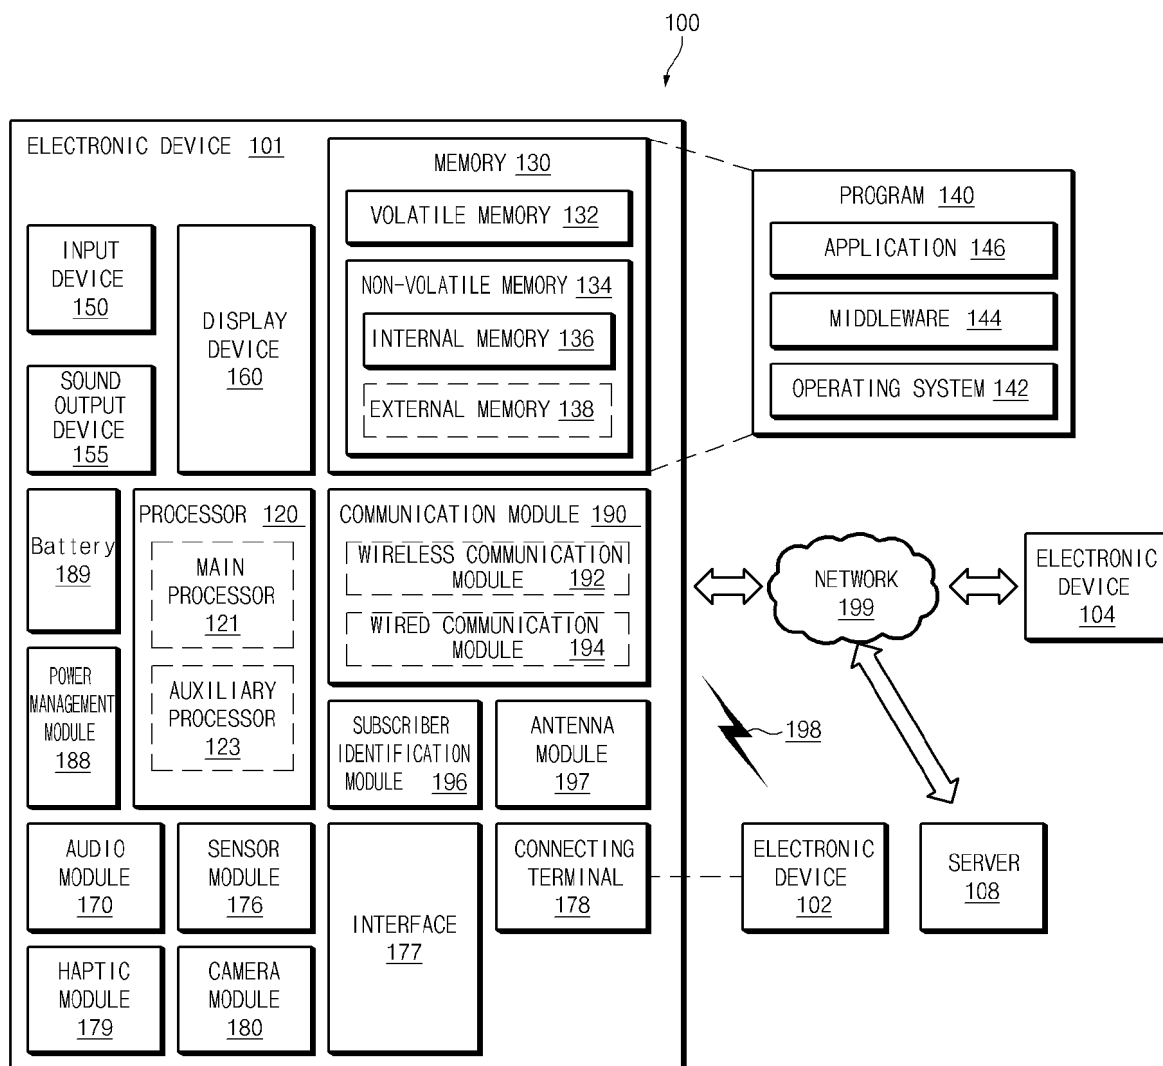 100
ELECTRONIC DEVICE 101
MEMORY 130
VOLATILE MEMORY 132
NON-VOLATILE MEMORY 134
INTERNAL MEMORY 136
EXTERNAL MEMORY 138
PROGRAM 140
APPLICATION 146
MIDDLEWARE 144
OPERATING SYSTEM 142
INPUT
DEVICE
150
DISPLAY
DEVICE
160
SOUND
OUTPUT
DEVICE
155
Battery
189
PROCESSOR 120
MAIN
PROCESSOR
121
AUXILIARY
PROCESSOR
123
COMMUNICATION MODULE 190
WIRELESS COMMUNICATION
MODULE 192
WIRED COMMUNICATION
MODULE 194
NETWORK
199
ELECTRONIC
DEVICE
104
POWER
MANAGEMENT
MODULE
188
SUBSCRIBER
IDENTIFICATION
MODULE 196
ANTENNA
MODULE
197
198
AUDIO
MODULE
170
SENSOR
MODULE
176
INTERFACE
177
CONNECTING
TERMINAL
178
ELECTRONIC
DEVICE
102
SERVER
108
HAPTIC
MODULE
179
CAMERA
MODULE
180